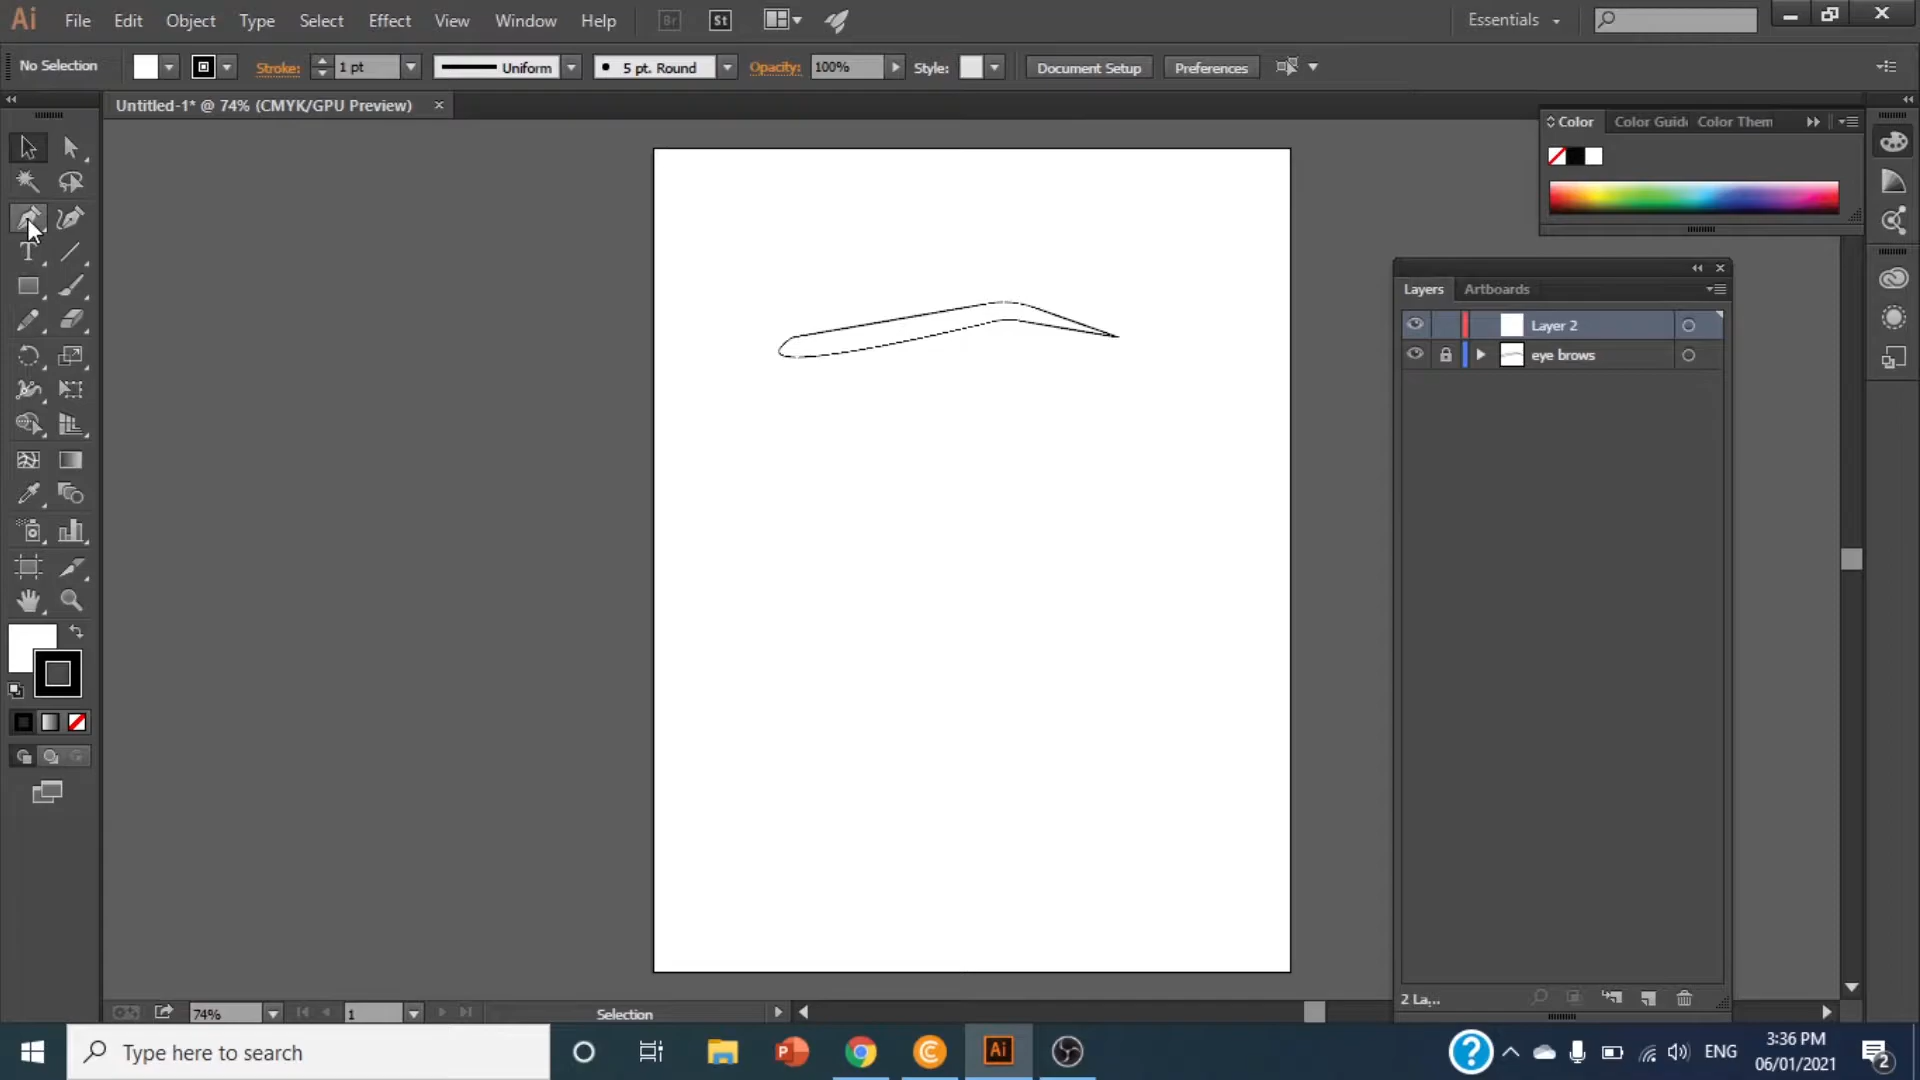 Ai File Edit Object Type Select Effect View Window Help Br St Essentials
No Selection Stroke: 1 pt Uniform 5 pt. Round Opacity: 100% Style: Document Setup Preferences
Untitled-1* @ 74% (CMYK/GPU Preview)
Color Color Guid Color Them
Layers Artboards
Layer 2
eye brows
T
2 La...
74% 1 Selection
Type here to search
P
C
Ai
?
ENG
3:36 PM
06/01/2021
2